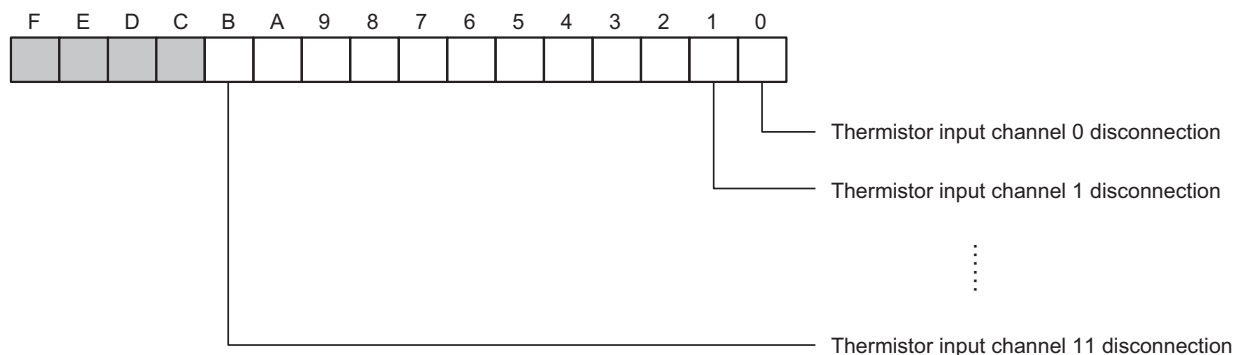 F E D C B A 9 8 7 6 5 4 3 2 1 0
Thermistor input channel 0 disconnection
Thermistor input channel 1 disconnection
Thermistor input channel 11 disconnection